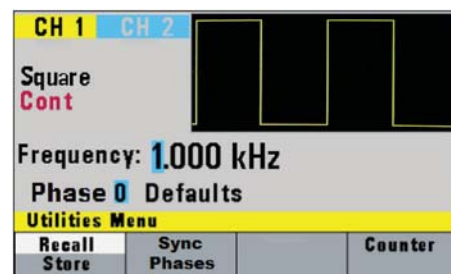 CH 1 CH 2
Square
Cont
Frequency: 1.000 kHz
Phase 0 Defaults
Utilities Menu
Recall Sync Counter
Store Phases